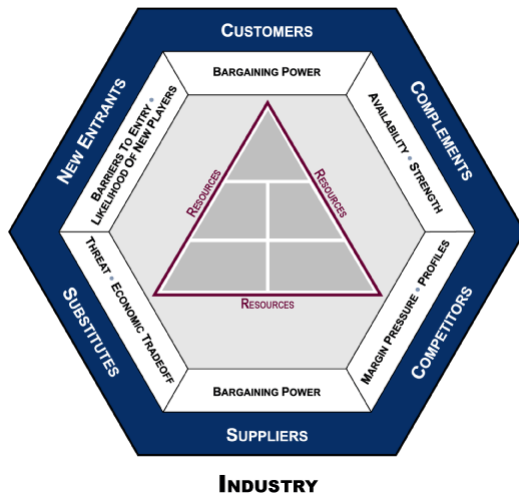 CUSTOMERS
BARGAINING POWER
NEW ENTRANTS
BARRIERS TO ENTRY •
LIKELIHOOD OF NEW PLAYERS
COMPLEMENTS
AVAILABILITY • STRENGTH
RESOURCES
RESOURCES
RESOURCES
SUBSTITUTES
THREAT • ECONOMIC TRADEOFF
MARGIN PRESSURE • PROFILES
COMPETITORS
BARGAINING POWER
SUPPLIERS
INDUSTRY